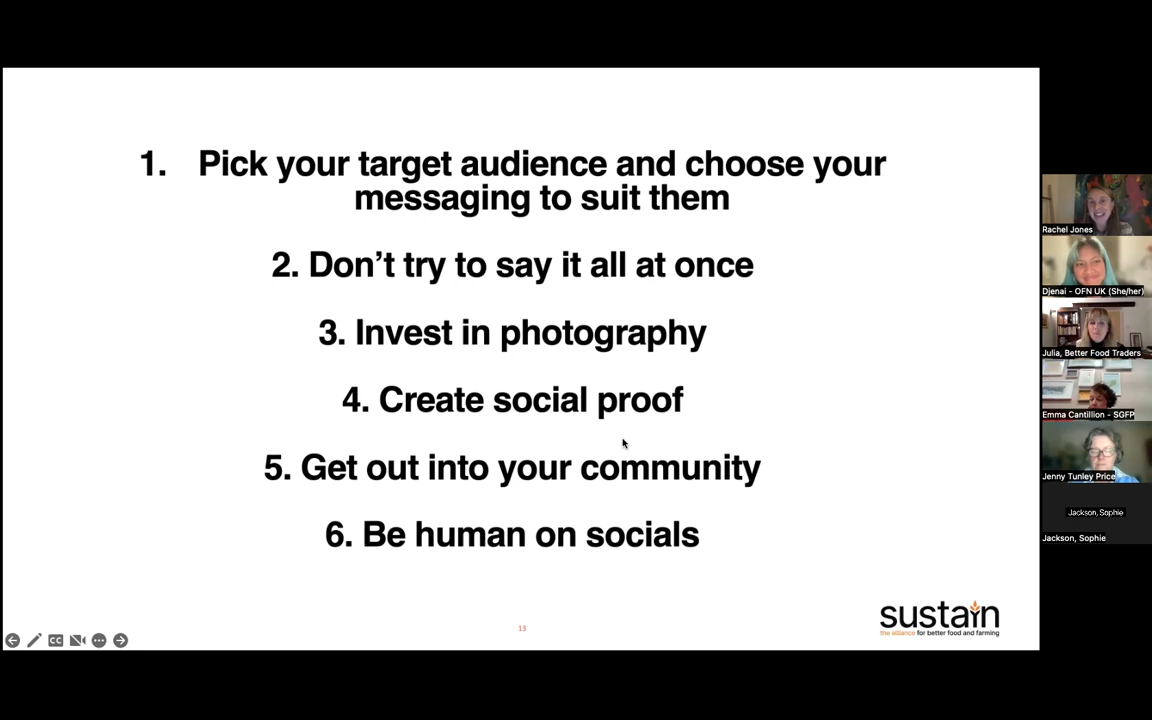 1. Pick your target audience and choose your
messaging to suit them
2. Don’t try to say it all at once
3. Invest in photography
4. Create social proof
5. Get out into your community
6. Be human on socials
13
sustain
the alliance for better food and farming
CC
Rachel Jones
Djenai - OFN UK (She/her)
Julia, Better Food Traders
Emma Cantillion - SGFP
Jenny Tunley Price
Jackson, Sophie
Jackson, Sophie